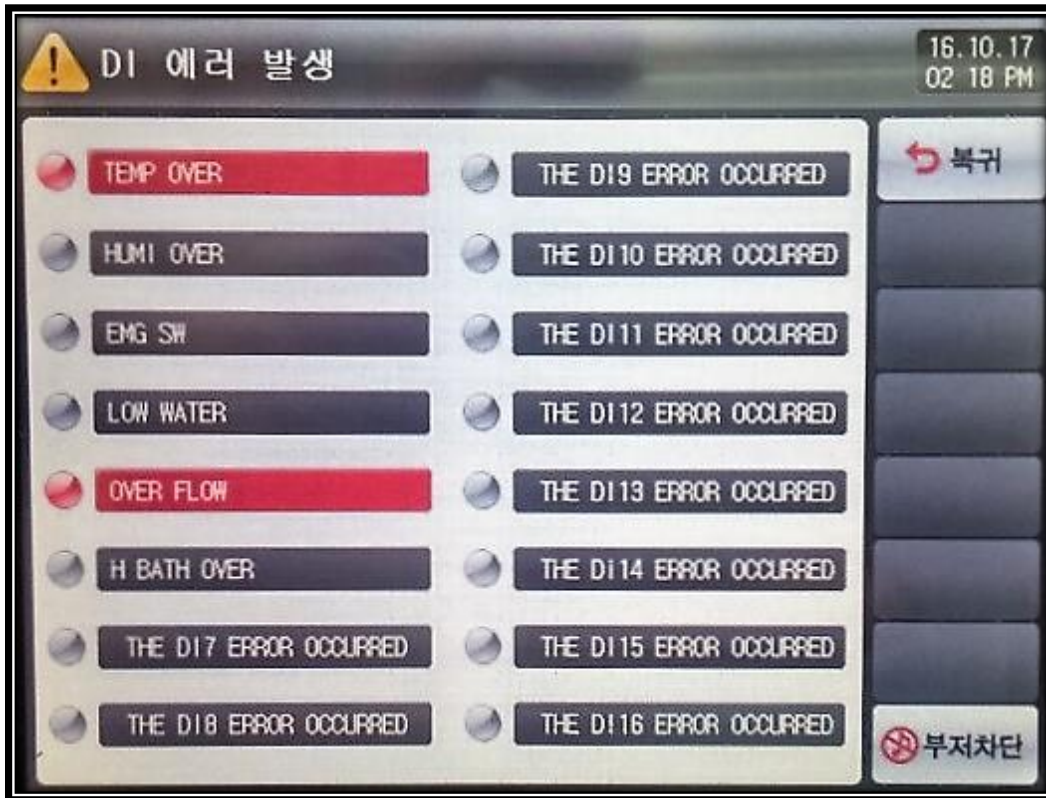 DI 에러 발생
16.10.17
02 18 PM
TEMP OVER
HUMI OVER
EMG SW
LOW WATER
OVER FLOW
H BATH OVER
THE DI7 ERROR OCCURRED
THE DI8 ERROR OCCURRED
THE DI9 ERROR OCCURRED
THE DI10 ERROR OCCURRED
THE DI11 ERROR OCCURRED
THE DI12 ERROR OCCURRED
THE DI13 ERROR OCCURRED
THE Di14 ERROR OCCURRED
THE DI15 ERROR OCCURRED
THE DI16 ERROR OCCURRED
복귀
부저차단